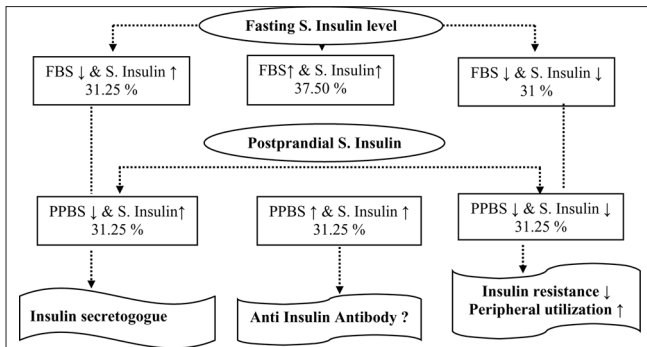 Fasting S. Insulin level
FBS ↓ & S. Insulin ↑
31.25 %
FBS↑ & S. Insulin↑
37.50 %
FBS ↓ & S. Insulin ↓
31 %
Postprandial S. Insulin
PPBS ↓ & S. Insulin↑
31.25 %
PPBS ↑ & S. Insulin ↑
31.25 %
PPBS ↓ & S. Insulin ↓
31.25 %
Insulin secretogogue
Anti Insulin Antibody ?
Insulin resistance ↓
Peripheral utilization ↑